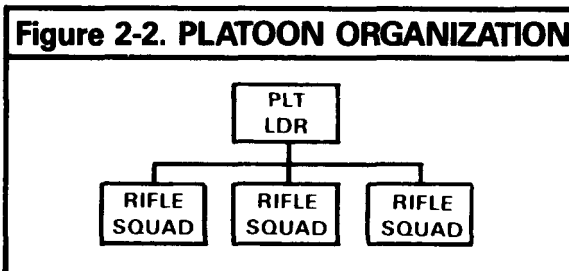 Figure 2-2. PLATOON ORGANIZATION
PLT
LDR
RIFLE RIFLE RIFLE
SQUAD SQUAD SQUAD